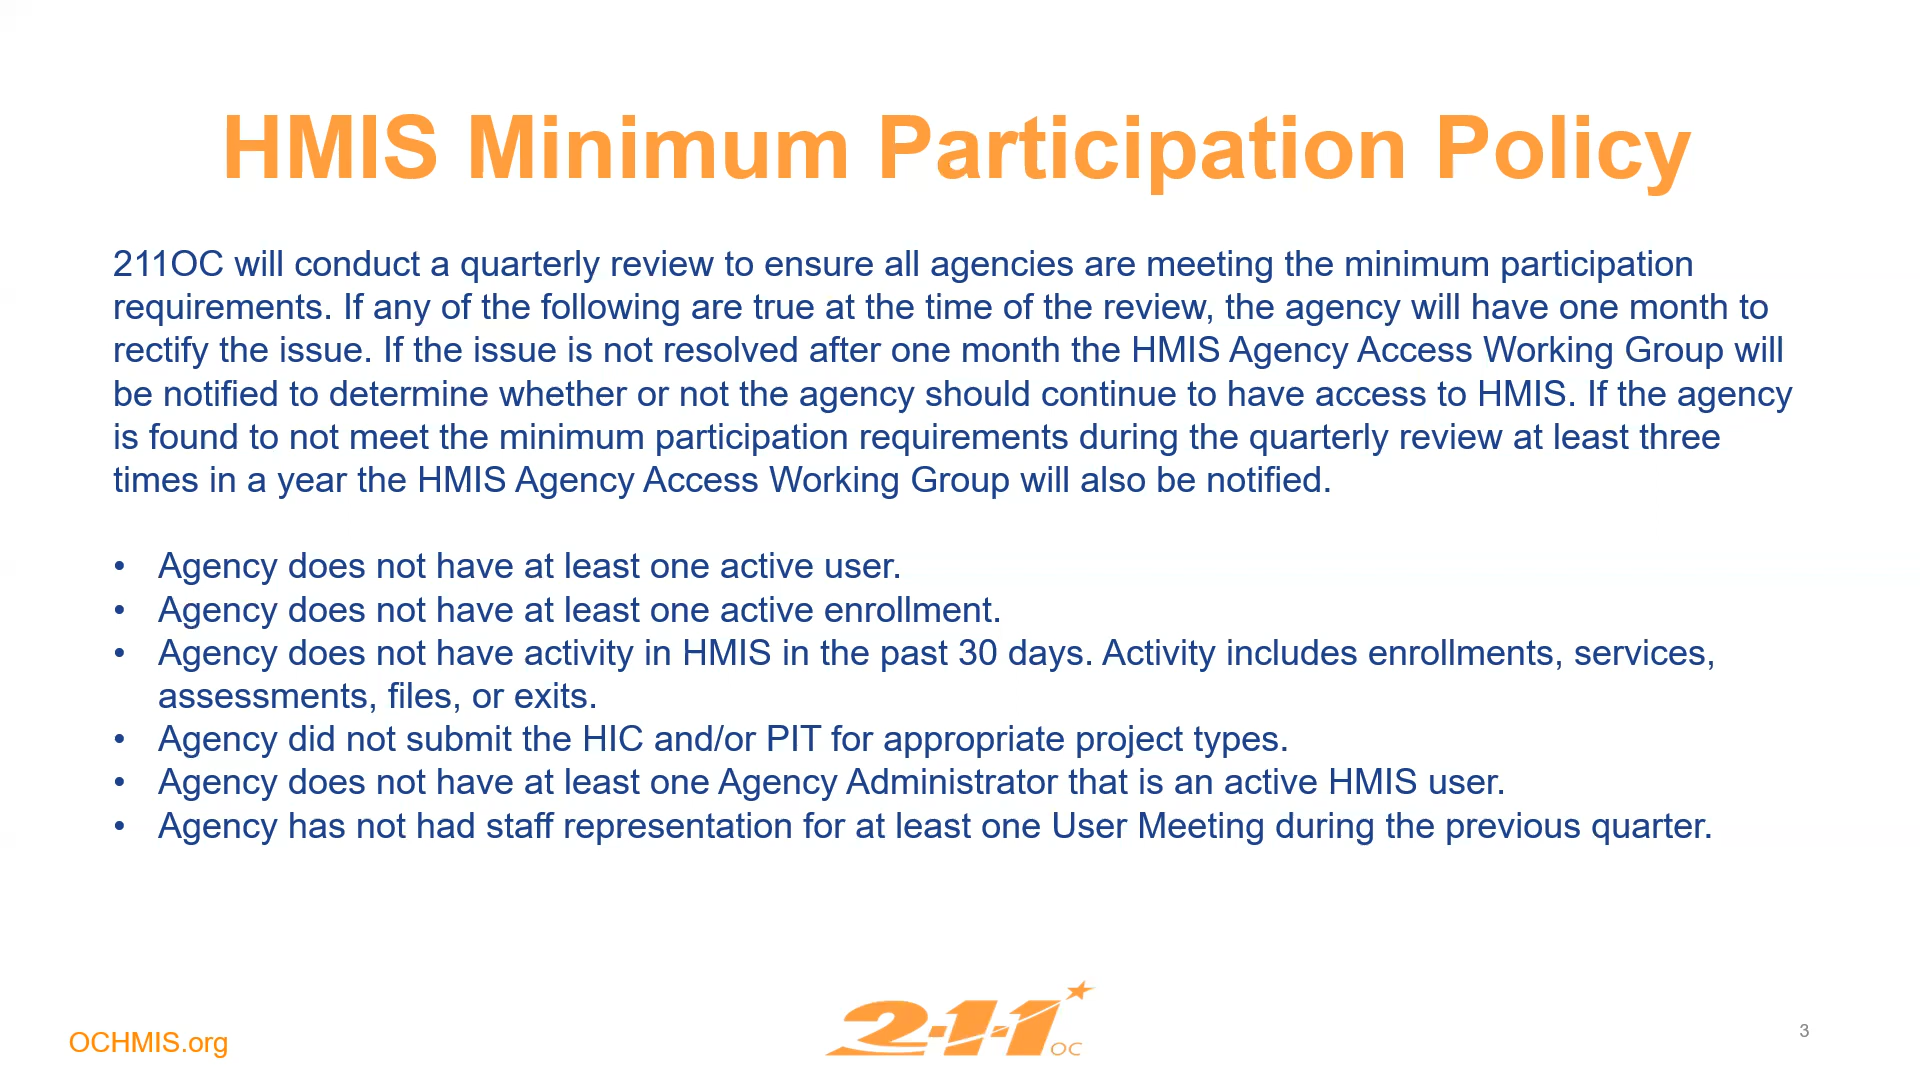 HMIS Minimum Participation Policy
211OC will conduct a quarterly review to ensure all agencies are meeting the minimum participation
requirements. If any of the following are true at the time of the review, the agency will have one month to
rectify the issue. If the issue is not resolved after one month the HMIS Agency Access Working Group will
be notified to determine whether or not the agency should continue to have access to HMIS. If the agency
is found to not meet the minimum participation requirements during the quarterly review at least three
times in a year the HMIS Agency Access Working Group will also be notified.
• Agency does not have at least one active user.
• Agency does not have at least one active enrollment.
• Agency does not have activity in HMIS in the past 30 days. Activity includes enrollments, services,
assessments, files, or exits.
• Agency did not submit the HIC and/or PIT for appropriate project types.
• Agency does not have at least one Agency Administrator that is an active HMIS user.
• Agency has not had staff representation for at least one User Meeting during the previous quarter.
OCHMIS.org
2-1-1 OC
3